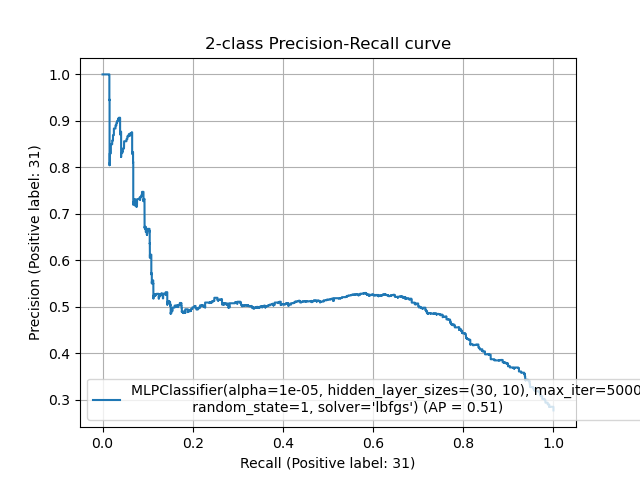 2-class Precision-Recall curve
1.0
0.9
0.8
0.7
0.6
0.5
0.4
0.3
Precision (Positive label: 31)
MLPClassifier(alpha=1e-05, hidden_layer_sizes=(30, 10), max_iter=5000
random_state=1, solver='lbfgs') (AP = 0.51)
0.0 0.2 0.4 0.6 0.8 1.0
Recall (Positive label: 31)